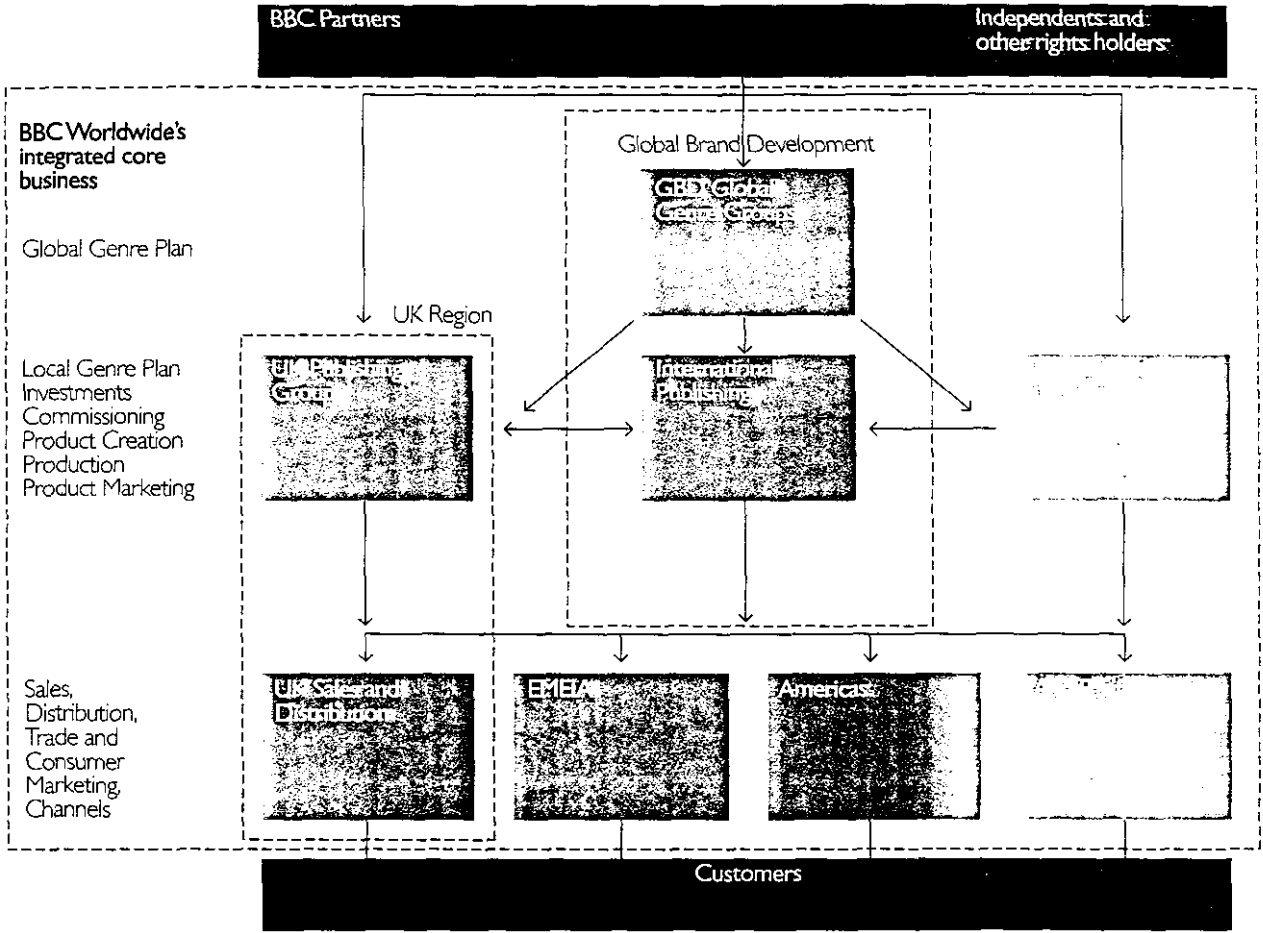 BBC Partners
Independents and
other rights holders
BBC Worldwide's
integrated core
business
Global Brand Development
GBD Global
Genre Groups
Global Genre Plan
UK Region
Local Genre Plan
Investments
Commissioning
Product Creation
Production
Product Marketing
UK Publishing
Group
International
Publishing
Sales,
Distribution,
Trade and
Consumer
Marketing,
Channels
UK Sales and
Distribution
EMEIA
Americas
Customers